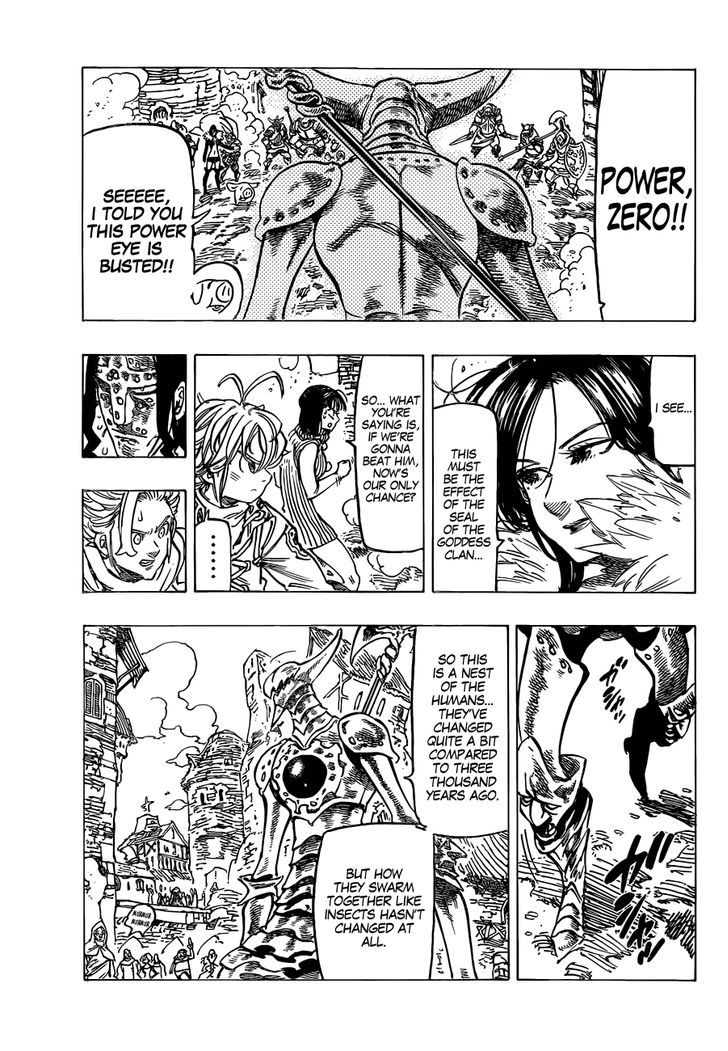 POWER,
ZERO!!
SEEEEE,
I TOLD YOU
THIS POWER
EYE IS
BUSTED!!
I SEE...
THIS
MUST
BE THE
EFFECT
OF THE
SEAL
OF THE
GODDESS
CLAN...
SO... WHAT
YOU'RE
SAYING IS,
IF WE'RE
GONNA
BEAT HIM,
NOW'S
OUR ONLY
CHANCE?
.....
SO THIS
IS A NEST
OF THE
HUMANS...
THEY'VE
CHANGED
QUITE A BIT
COMPARED
TO THREE
THOUSAND
YEARS AGO.
BUT HOW
THEY SWARM
TOGETHER LIKE
INSECTS HASN'T
CHANGED AT
ALL.